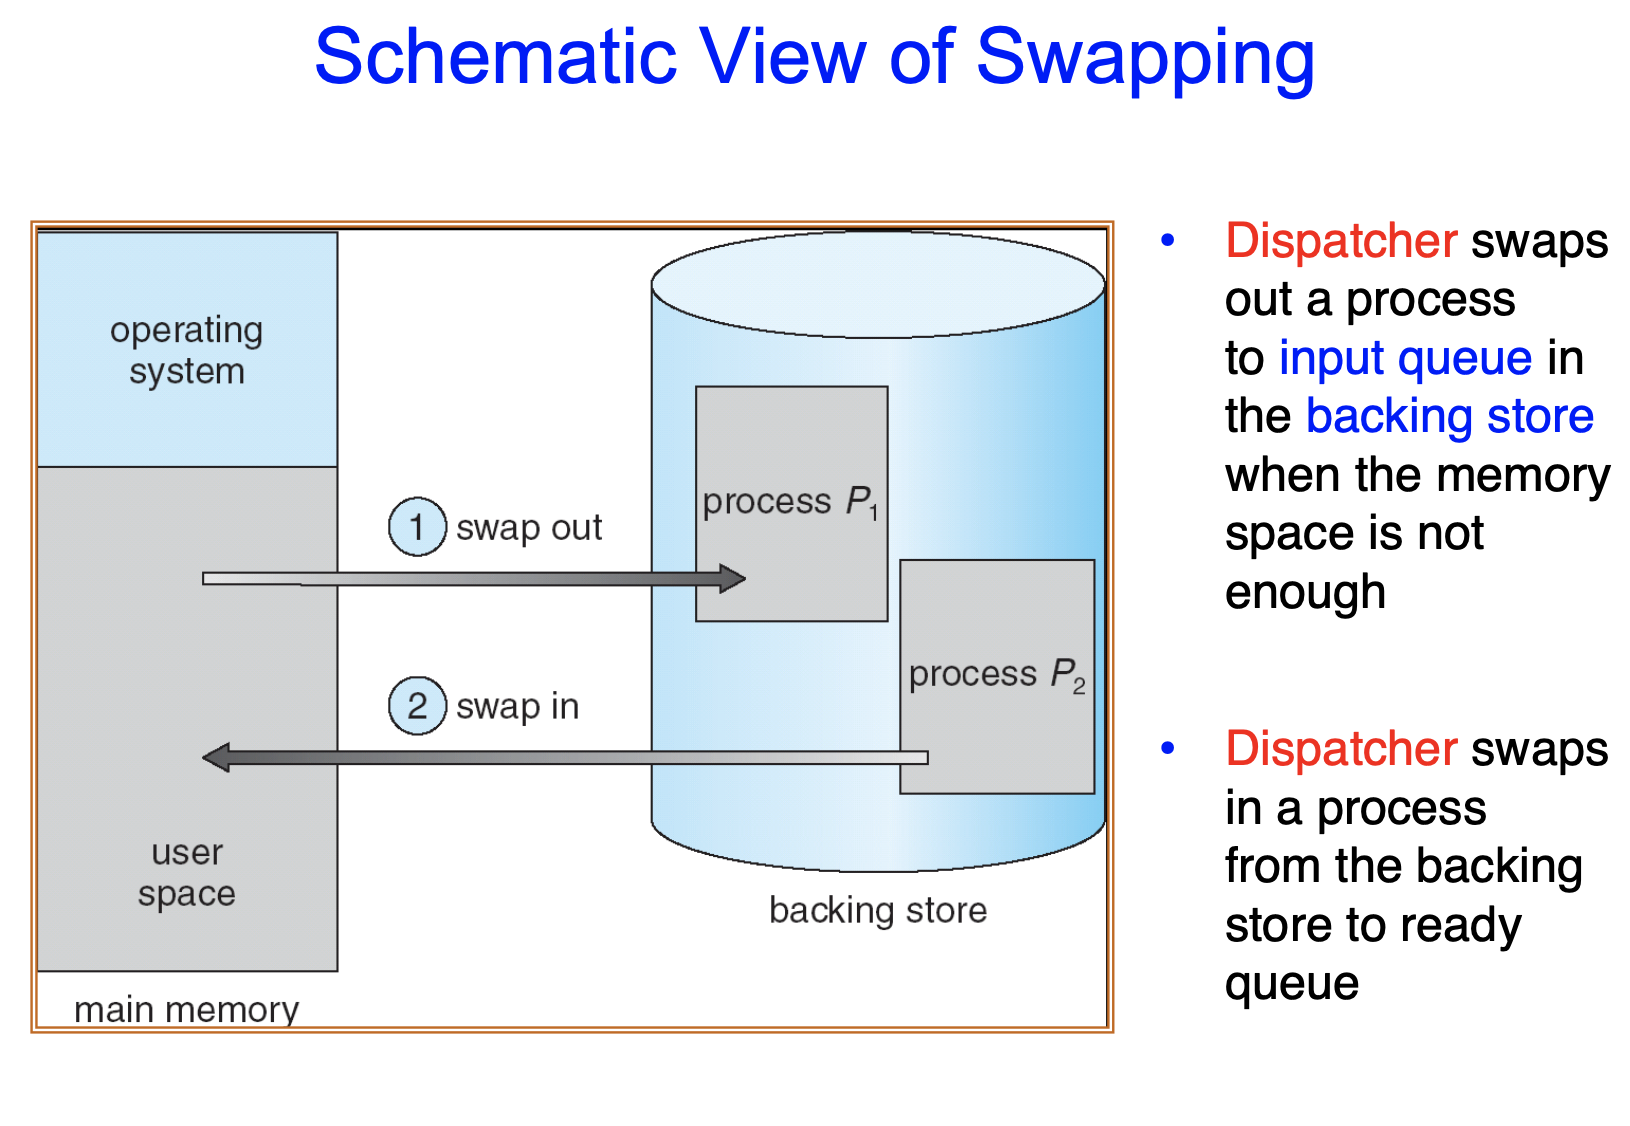 Schematic View of Swapping
operating
system
1 swap out
process P1
process P2
2 swap in
user
space
backing store
main memory
• Dispatcher swaps
out a process
to input queue in
the backing store
when the memory
space is not
enough
• Dispatcher swaps
in a process
from the backing
store to ready
queue